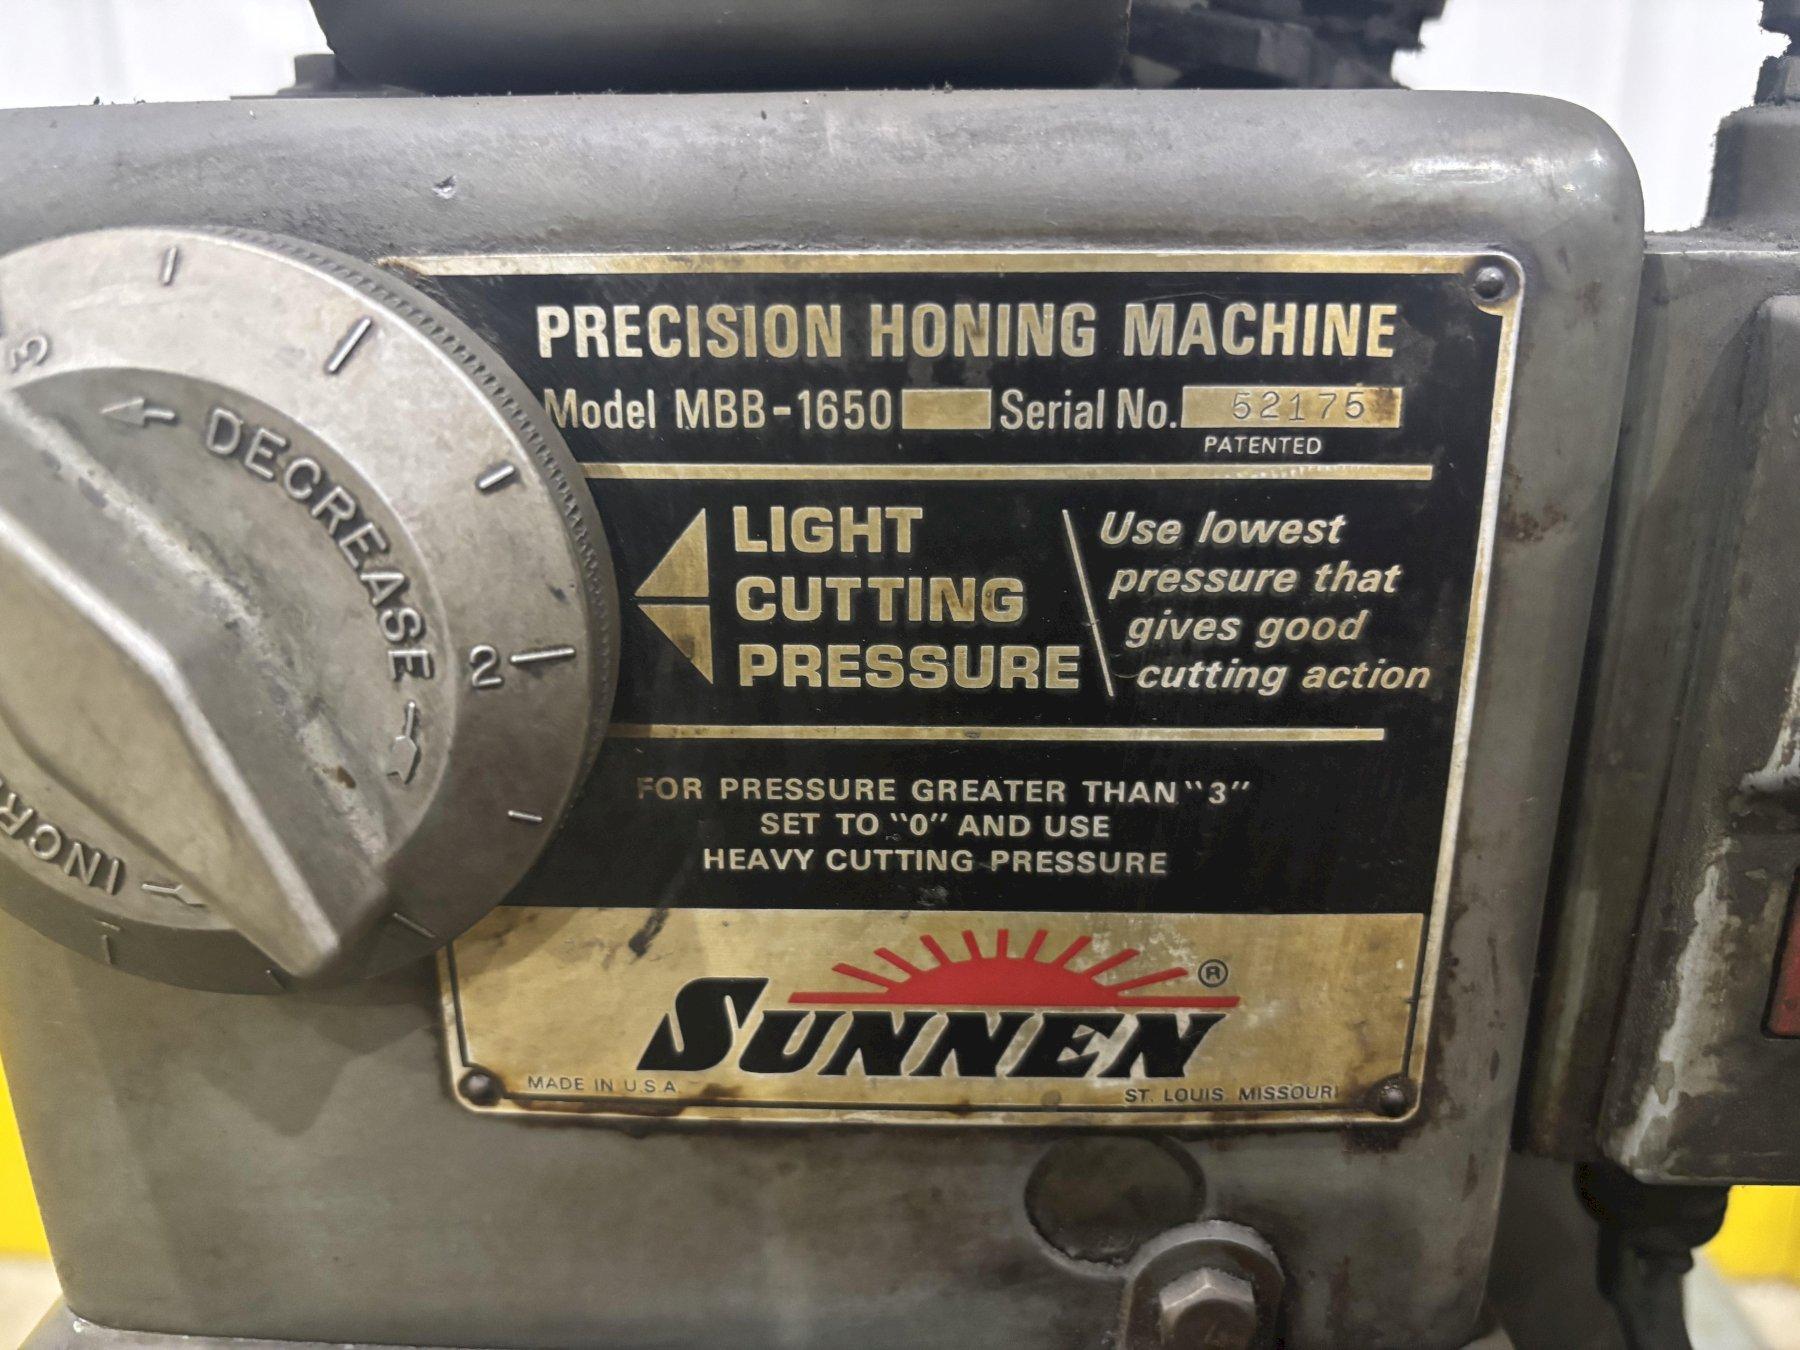 PRECISION HONING MACHINE
Model MBB-1650 Serial No. 52175
PATENTED
LIGHT
CUTTING
PRESSURE
Use lowest
pressure that
gives good
cutting action
FOR PRESSURE GREATER THAN "3"
SET TO "0" AND USE
HEAVY CUTTING PRESSURE
SUNNEN ®
MADE IN U.S.A.
ST. LOUIS, MISSOURI
3
DECREASE
2